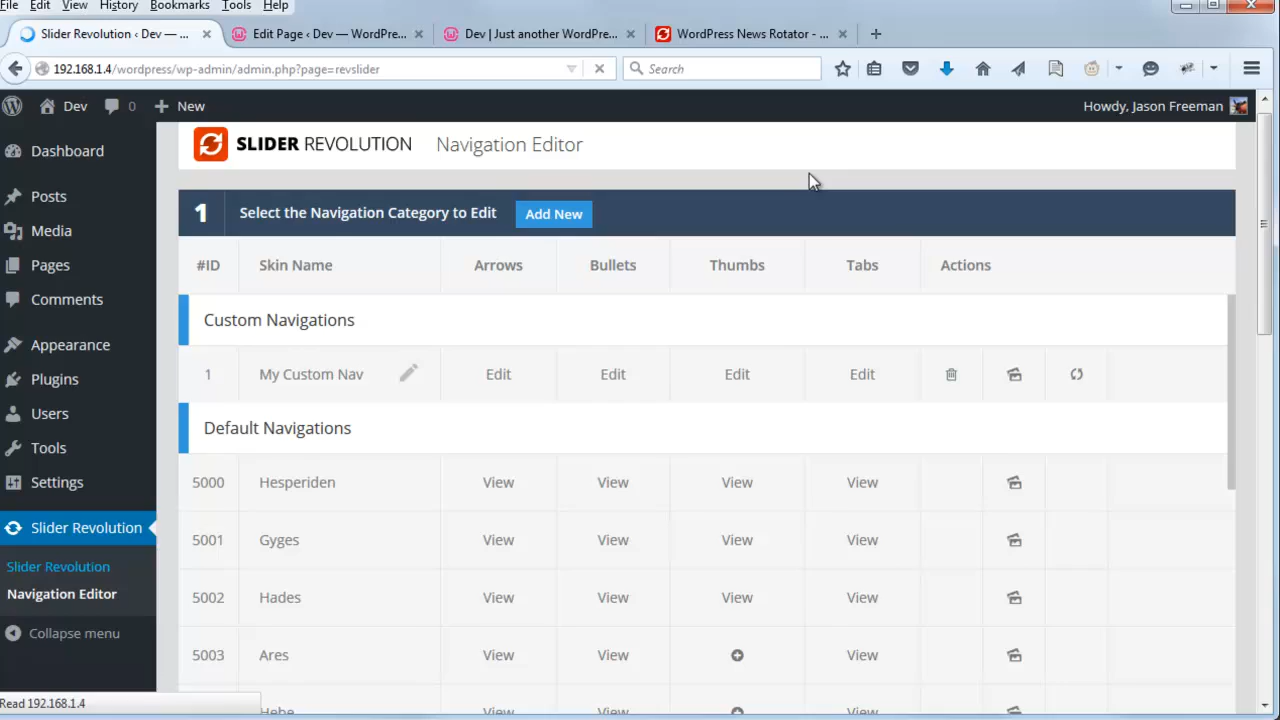 File Edit View History Bookmarks Tools Help
Slider Revolution ‹ Dev — ...
Edit Page ‹ Dev — WordPre...
Dev | Just another WordPre...
WordPress News Rotator - ...
192.168.1.4/wordpress/wp-admin/admin.php?page=revslider
Search
Dev 0 New
Howdy, Jason Freeman
Dashboard
Posts
Media
Pages
Comments
Appearance
Plugins
Users
Tools
Settings
Slider Revolution
Slider Revolution
Navigation Editor
Collapse menu
SLIDER REVOLUTION Navigation Editor
1 Select the Navigation Category to Edit Add New
#ID Skin Name Arrows Bullets Thumbs Tabs Actions
Custom Navigations
1 My Custom Nav Edit Edit Edit Edit
Default Navigations
5000 Hesperiden View View View View
5001 Gyges View View View View
5002 Hades View View View View
5003 Ares View View View
Hebe
Read 192.168.1.4